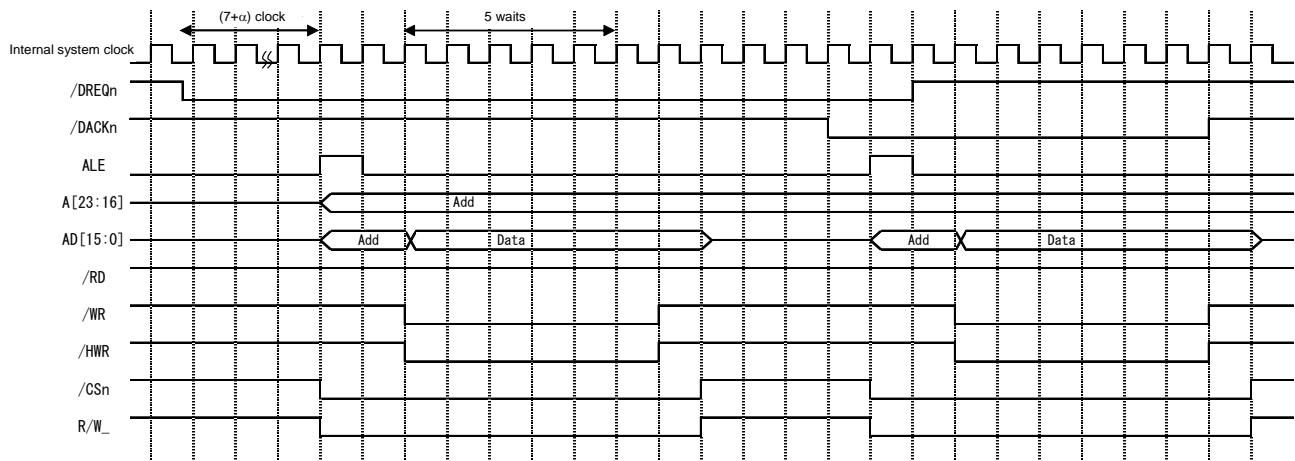 (7+α) clock
5 waits
Internal system clock
/DREQn
/DACKn
ALE
A[23:16]
Add
AD[15:0]
Add
Data
Add
Data
/RD
/WR
/HWR
/CSn
R/W_